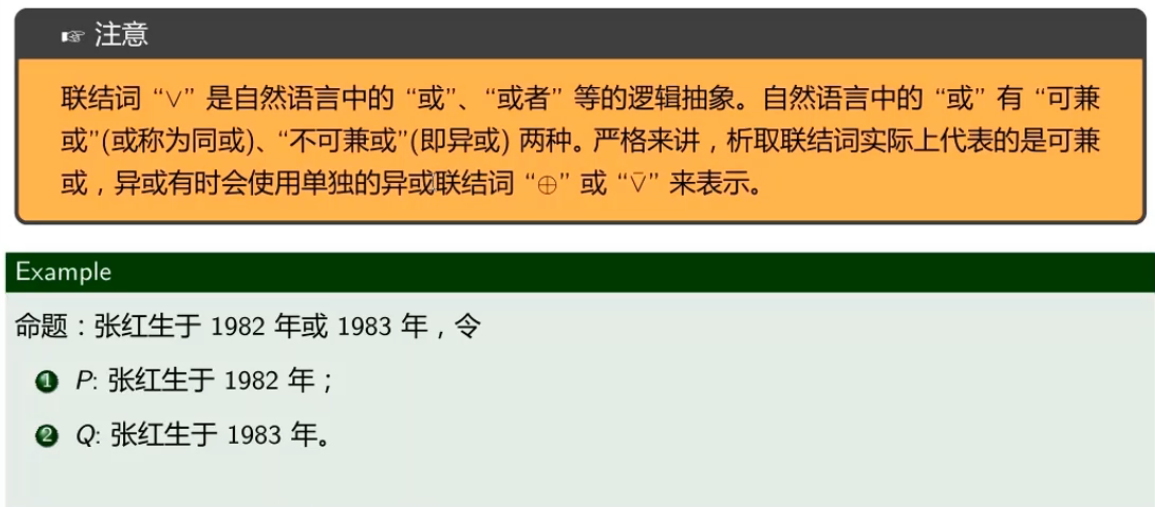 ☞ 注意
联结词 “∨” 是自然语言中的 “或”、“或者” 等的逻辑抽象。自然语言中的 “或” 有 “可兼
或”(或称为同或)、“不可兼或”(即异或) 两种。严格来讲，析取联结词实际上代表的是可兼
或，异或有时会使用单独的异或联结词 “⊕” 或 “∨̄” 来表示。
Example
命题：张红生于 1982 年或 1983 年，令
1 P: 张红生于 1982 年；
2 Q: 张红生于 1983 年。